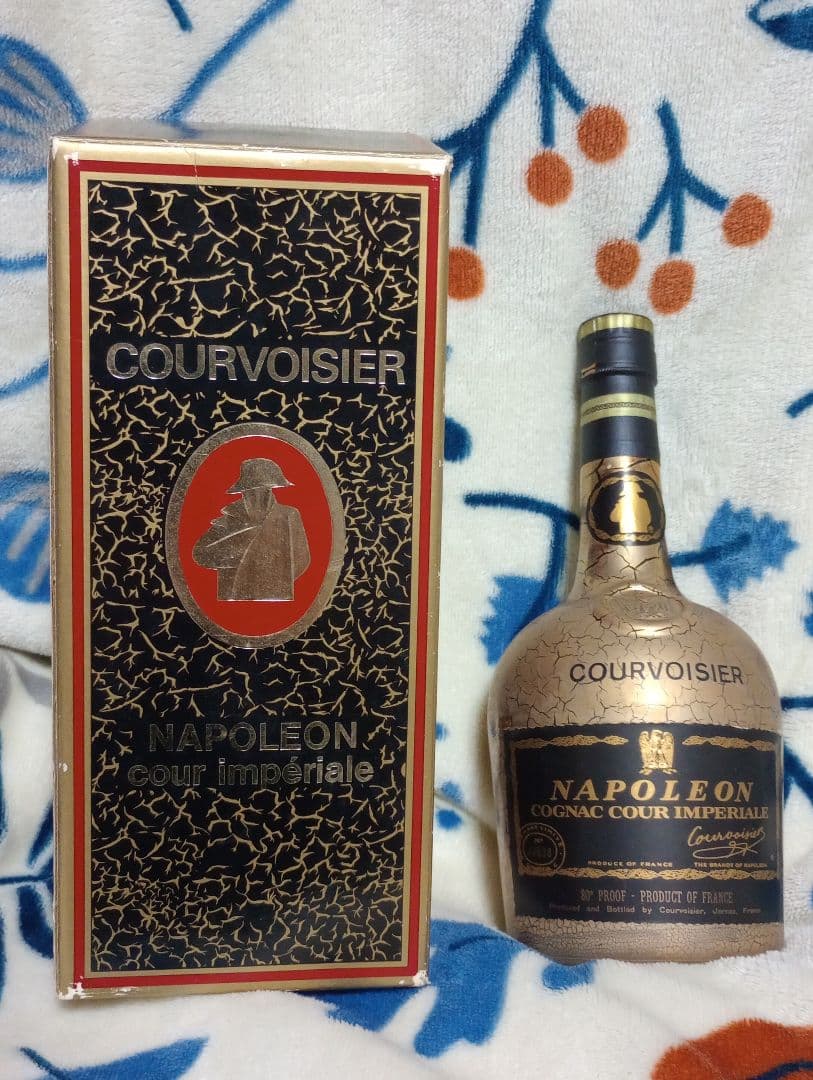 COURVOISIER
NAPOLEON
cour impériale
COURVOISIER
NAPOLEON
COGNAC COUR IMPERIALE
Courvoisier
PRODUCE OF FRANCE
THE BRANDY OF NAPOLEON
80° PROOF - PRODUCT OF FRANCE
Produced and Bottled by Courvoisier, Jarnac, France